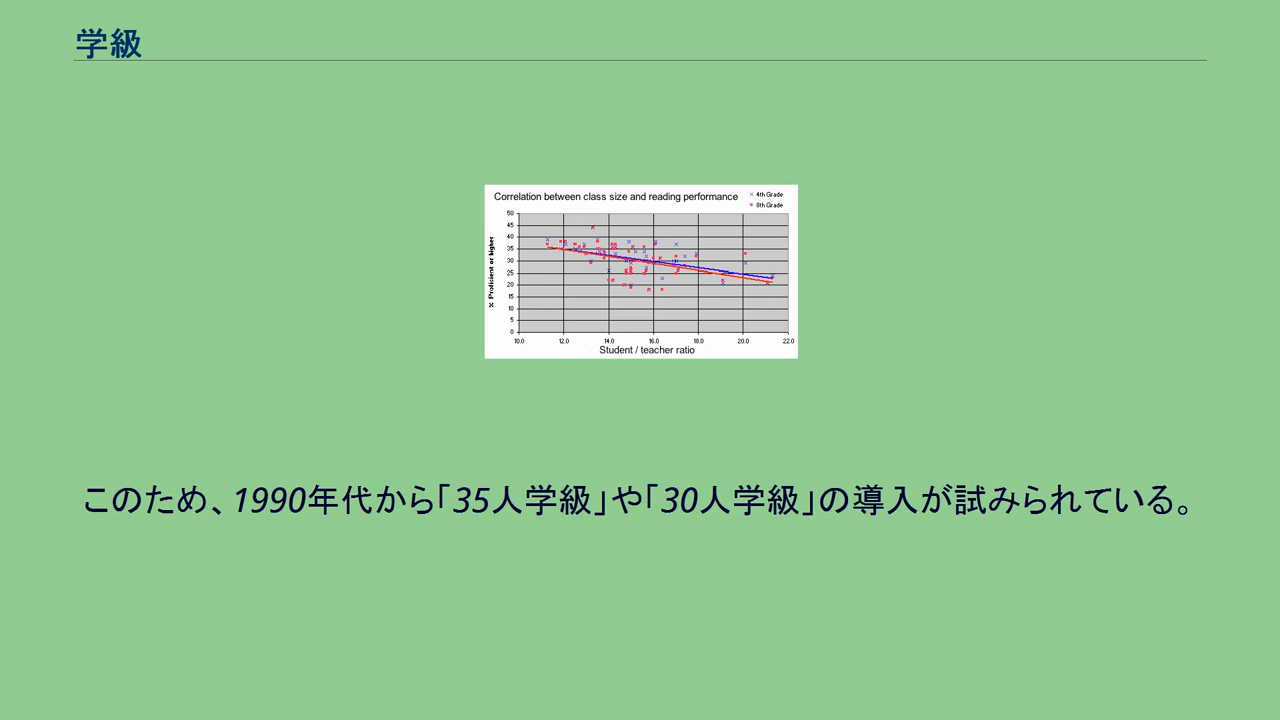 学級
Correlation between class size and reading performance
4th Grade
8th Grade
% Proficient or higher
50
45
40
35
30
25
20
15
10
5
0
10.0 12.0 14.0 16.0 18.0 20.0 22.0
Student / teacher ratio
このため、1990年代から「35人学級」や「30人学級」の導入が試みられている。